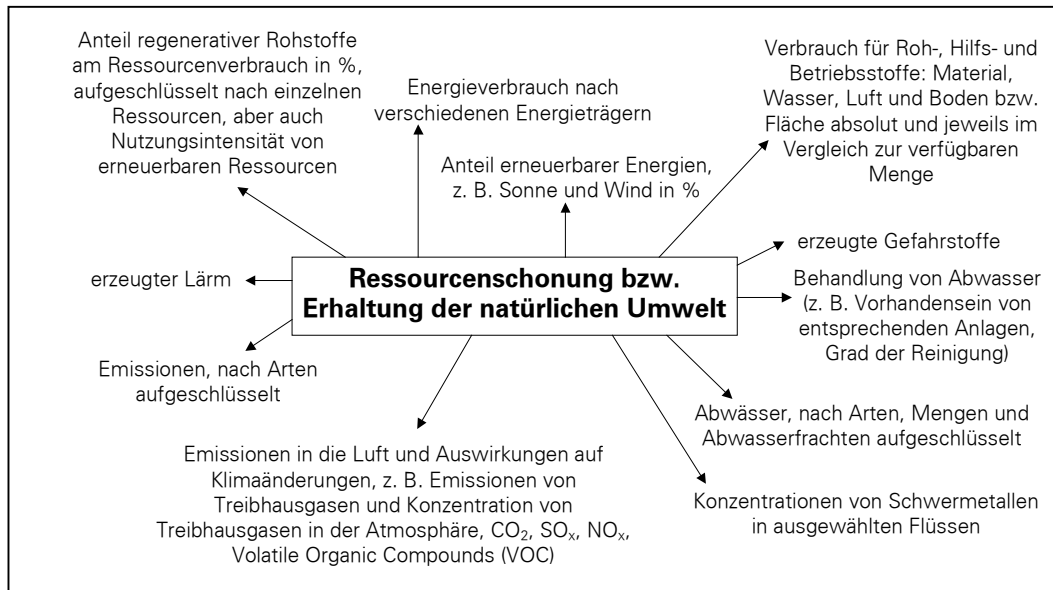 Anteil regenerativer Rohstoffe
am Ressourcenverbrauch in %,
aufgeschlüsselt nach einzelnen
Ressourcen, aber auch
Nutzungsintensität von
erneuerbaren Ressourcen
Energieverbrauch nach
verschiedenen Energieträgern
Anteil erneuerbarer Energien,
z. B. Sonne und Wind in %
Verbrauch für Roh-, Hilfs- und
Betriebsstoffe: Material,
Wasser, Luft und Boden bzw.
Fläche absolut und jeweils im
Vergleich zur verfügbaren
Menge
erzeugter Lärm
Ressourcenschonung bzw.
Erhaltung der natürlichen Umwelt
erzeugte Gefahrstoffe
Behandlung von Abwasser
(z. B. Vorhandensein von
entsprechenden Anlagen,
Grad der Reinigung)
Emissionen, nach Arten
aufgeschlüsselt
Abwässer, nach Arten, Mengen und
Abwasserfrachten aufgeschlüsselt
Emissionen in die Luft und Auswirkungen auf
Klimaänderungen, z. B. Emissionen von
Treibhausgasen und Konzentration von
Treibhausgasen in der Atmosphäre, CO₂, SOₓ, NOₓ,
Volatile Organic Compounds (VOC)
Konzentrationen von Schwermetallen
in ausgewählten Flüssen